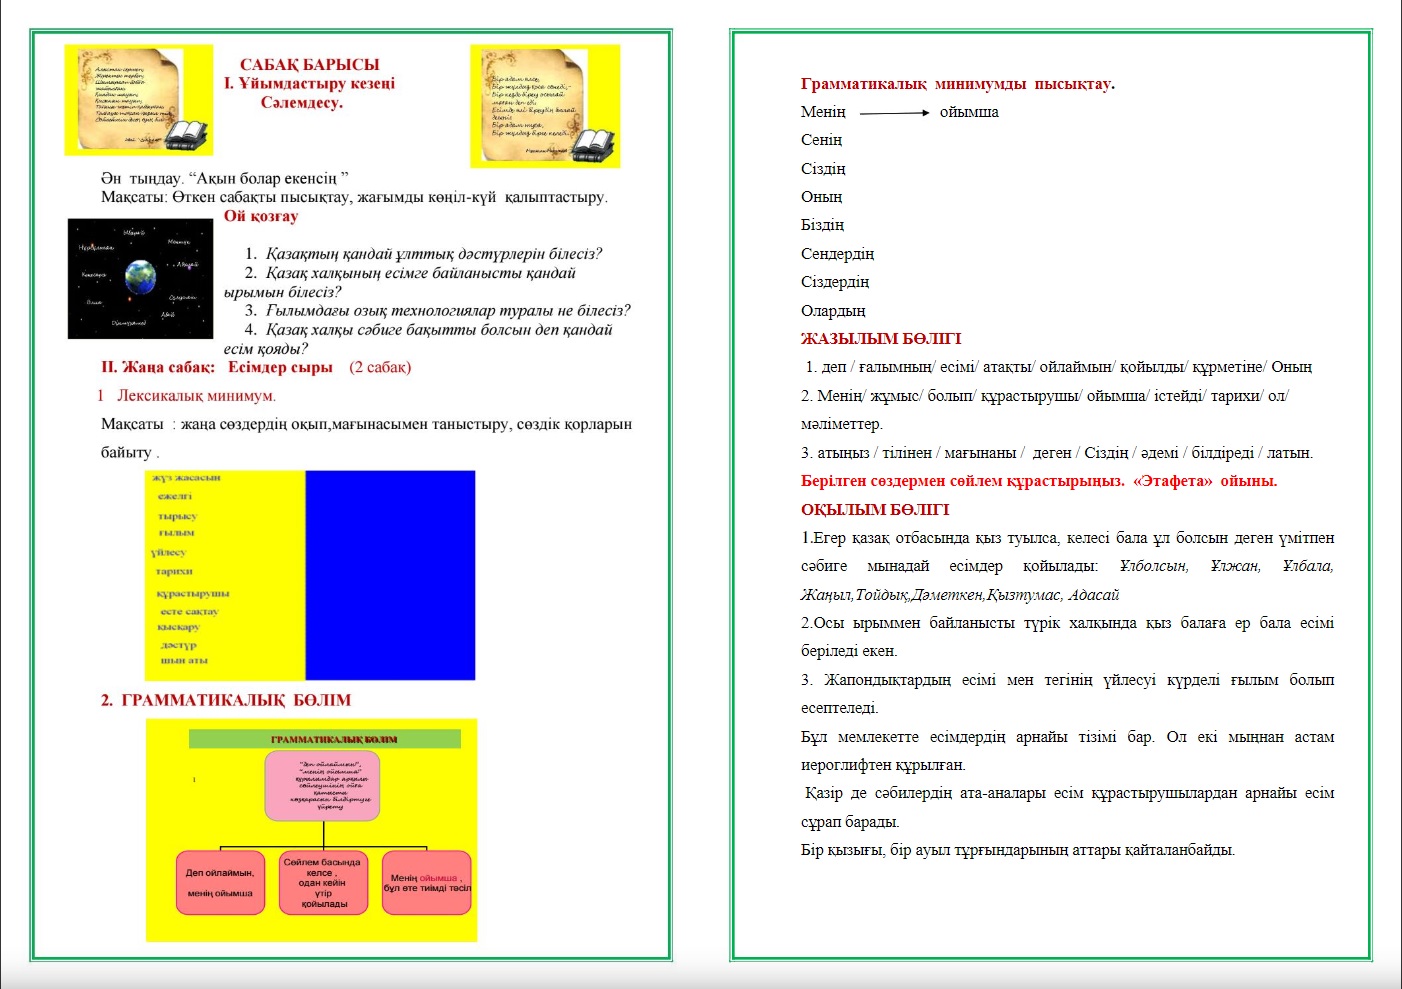 САБАҚ БАРЫСЫ
I. Ұйымдастыру кезеңі
Сәлемдесу.
Бір адам туса,
Ән тыңдау. “Ақын болар екенсің ”
Мақсаты: Өткен сабақты пысықтау, жағымды көңіл-күй қалыптастыру.
Ой қозғау
1. Қазақтың қандай ұлттық дәстүрлерін білесіз?
2. Қазақ халқының есімге байланысты қандай
ырымын білесіз?
3. Ғылымдағы озық технологиялар туралы не білесіз?
4. Қазақ халқы сәбиге бақытты болсын деп қандай
есім қояды?
II. Жаңа сабақ: Есімдер сыры (2 сабақ)
1 Лексикалық минимум.
Мақсаты : жаңа сөздердің оқып,мағынасымен таныстыру, сөздік қорларын
байыту .
жүз жасасын
ежелгі
тырысу
ғылым
үйлесу
тарихи
құрастырушы
есте сақтау
қысқару
дәстүр
шын аты
2. ГРАММАТИКАЛЫҚ БӨЛІМ
ГРАММАТИКАЛЫҚ БӨЛІМ
1
"деп ойлаймын",
"менің ойымша"
құрылымдар арқылы
сөйлеушінің ойға
қатысты
көзқарасын білдіртуге
үйрету
Деп ойлаймын,
менің ойымша
Сөйлем басында
келсе ,
одан кейін
үтір
қойылады
Менің ойымша ,
бұл өте тиімді тәсіл
Грамматикалық минимумды пысықтау.
Менің ойымша
Сенің
Сіздің
Оның
Біздің
Сендердің
Сіздердің
Олардың
ЖАЗЫЛЫМ БӨЛІГІ
1. деп / ғалымның/ есімі/ атақты/ ойлаймын/ қойылды/ құрметіне/ Оның
2. Менің/ жұмыс/ болып/ құрастырушы/ ойымша/ істейді/ тарихи/ ол/
мәліметтер.
3. атыңыз / тілінен / мағынаны / деген / Сіздің / әдемі / білдіреді / латын.
Берілген сөздермен сөйлем құрастырыңыз. «Этафета» ойыны.
ОҚЫЛЫМ БӨЛІГІ
1.Егер қазақ отбасында қыз туылса, келесі бала ұл болсын деген үмітпен
сәбиге мынадай есімдер қойылады: Ұлболсын, Ұлжан, Ұлбала,
Жаңыл,Тойдық,Дәметкен,Қызтумас, Адасай
2.Осы ырыммен байланысты түрік халқында қыз балаға ер бала есімі
беріледі екен.
3. Жапондықтардың есімі мен тегінің үйлесуі күрделі ғылым болып
есептеледі.
Бұл мемлекетте есімдердің арнайы тізімі бар. Ол екі мыңнан астам
иероглифтен құрылған.
Қазір де сәбилердің ата-аналары есім құрастырушылардан арнайы есім
сұрап барады.
Бір қызығы, бір ауыл тұрғындарының аттары қайталанбайды.